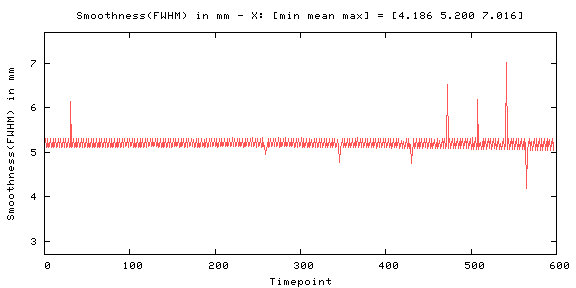 Smoothness(FWHM) in mm - X: [min mean max] = [4.186 5.200 7.016]
7
6
5
4
3
Smoothness(FWHM) in mm
0 100 200 300 400 500 600
Timepoint